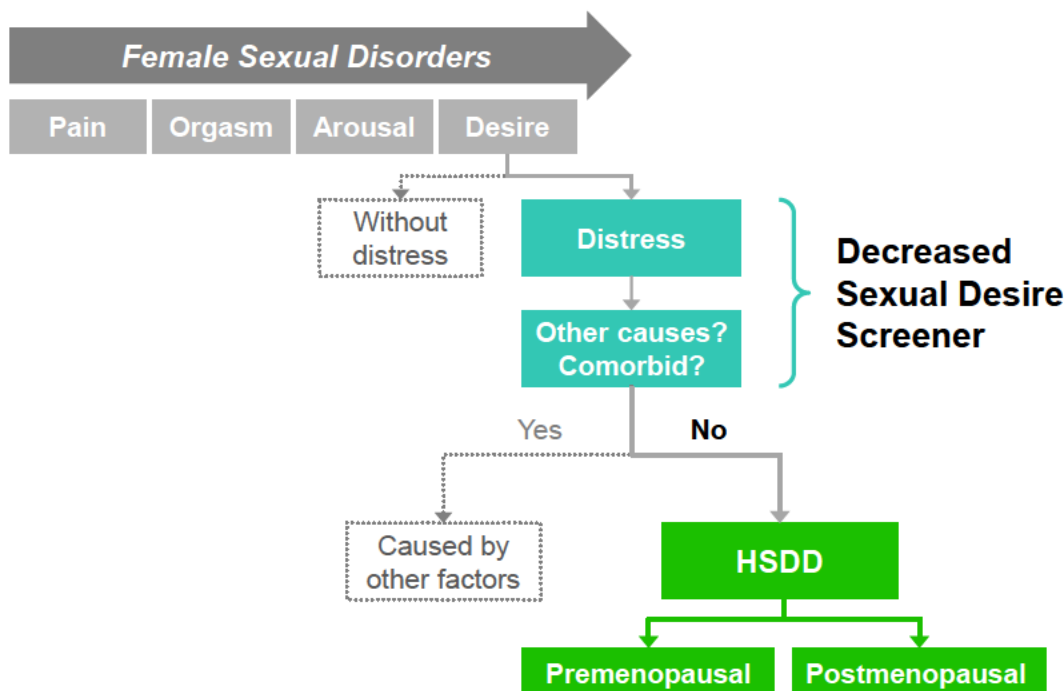 Female Sexual Disorders
Pain
Orgasm
Arousal
Desire
Without
distress
Distress
Decreased
Sexual Desire
Screener
Other causes?
Comorbid?
Yes
No
Caused by
other factors
HSDD
Premenopausal
Postmenopausal